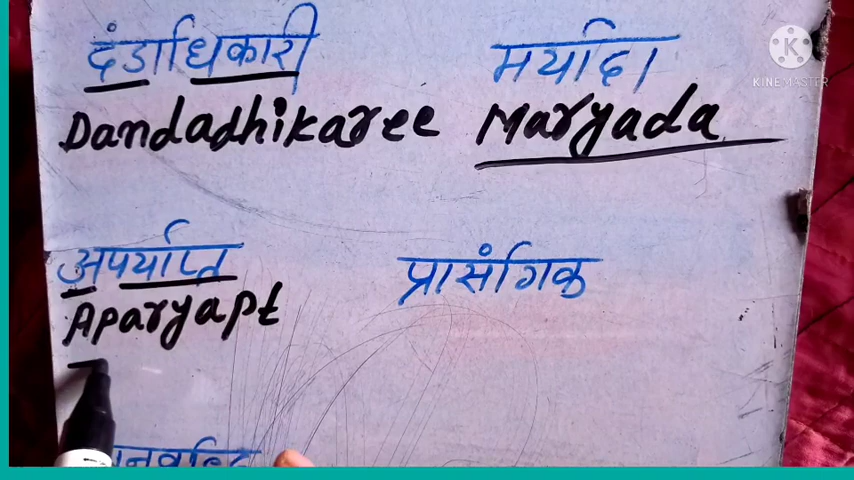 दंडाधिकारी मर्यादा
Dandadhikaree Maryada
अपर्याप्त प्रासंगिक
Aparyapt
KINEMASTER